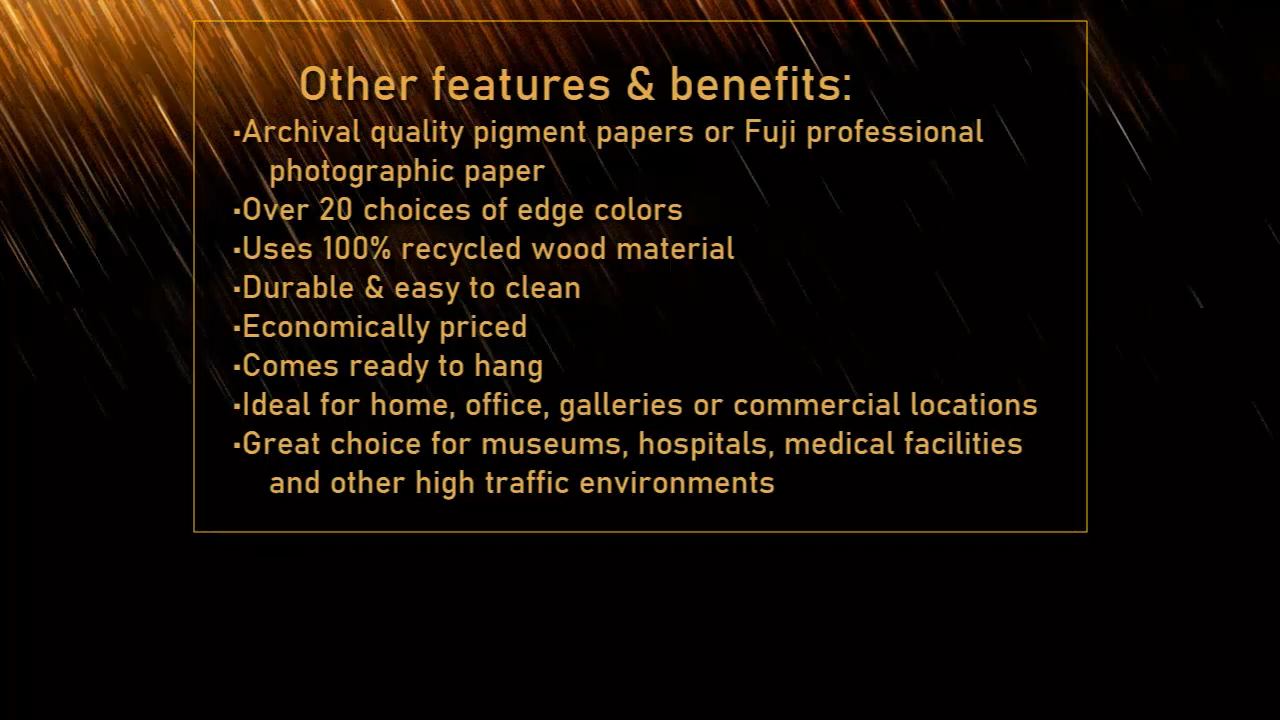 Other features & benefits:
▪Archival quality pigment papers or Fuji professional
photographic paper
▪Over 20 choices of edge colors
▪Uses 100% recycled wood material
▪Durable & easy to clean
▪Economically priced
▪Comes ready to hang
▪Ideal for home, office, galleries or commercial locations
▪Great choice for museums, hospitals, medical facilities
and other high traffic environments